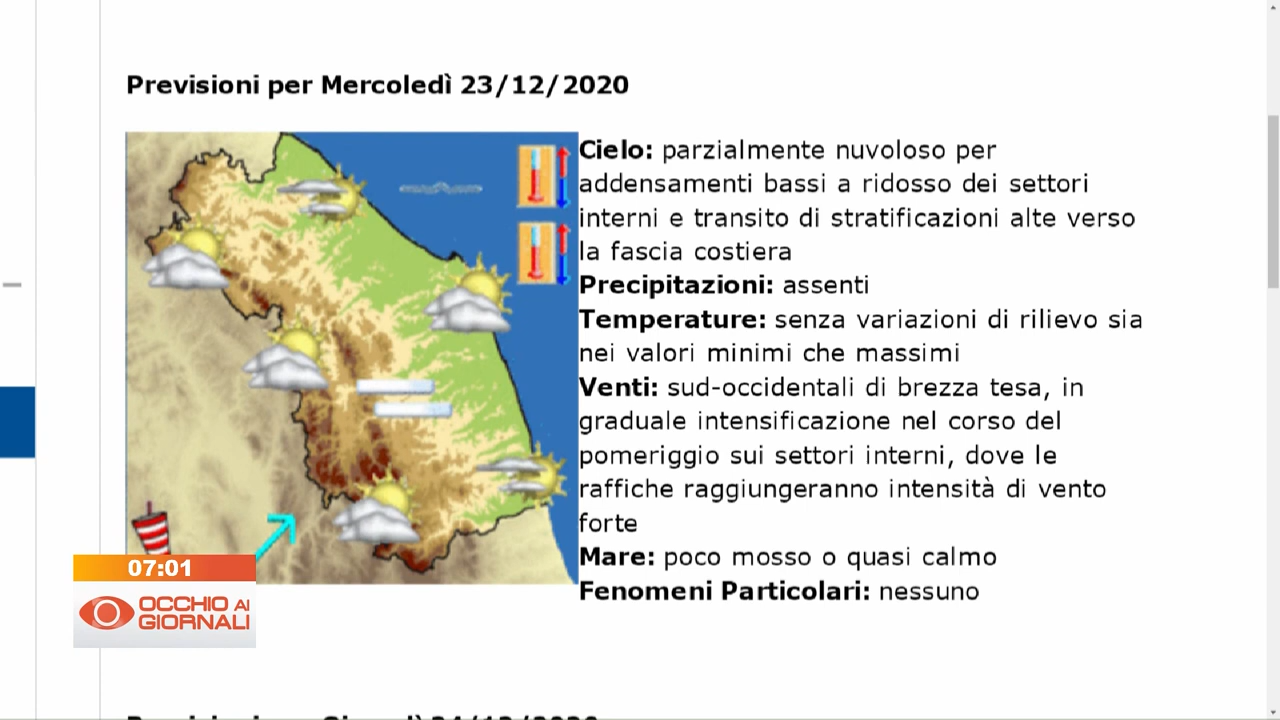 Previsioni per Mercoledì 23/12/2020
Cielo: parzialmente nuvoloso per
addensamenti bassi a ridosso dei settori
interni e transito di stratificazioni alte verso
la fascia costiera
Precipitazioni: assenti
Temperature: senza variazioni di rilievo sia
nei valori minimi che massimi
Venti: sud-occidentali di brezza tesa, in
graduale intensificazione nel corso del
pomeriggio sui settori interni, dove le
raffiche raggiungeranno intensità di vento
forte
Mare: poco mosso o quasi calmo
Fenomeni Particolari: nessuno
07:01
OCCHIO AI
GIORNALI